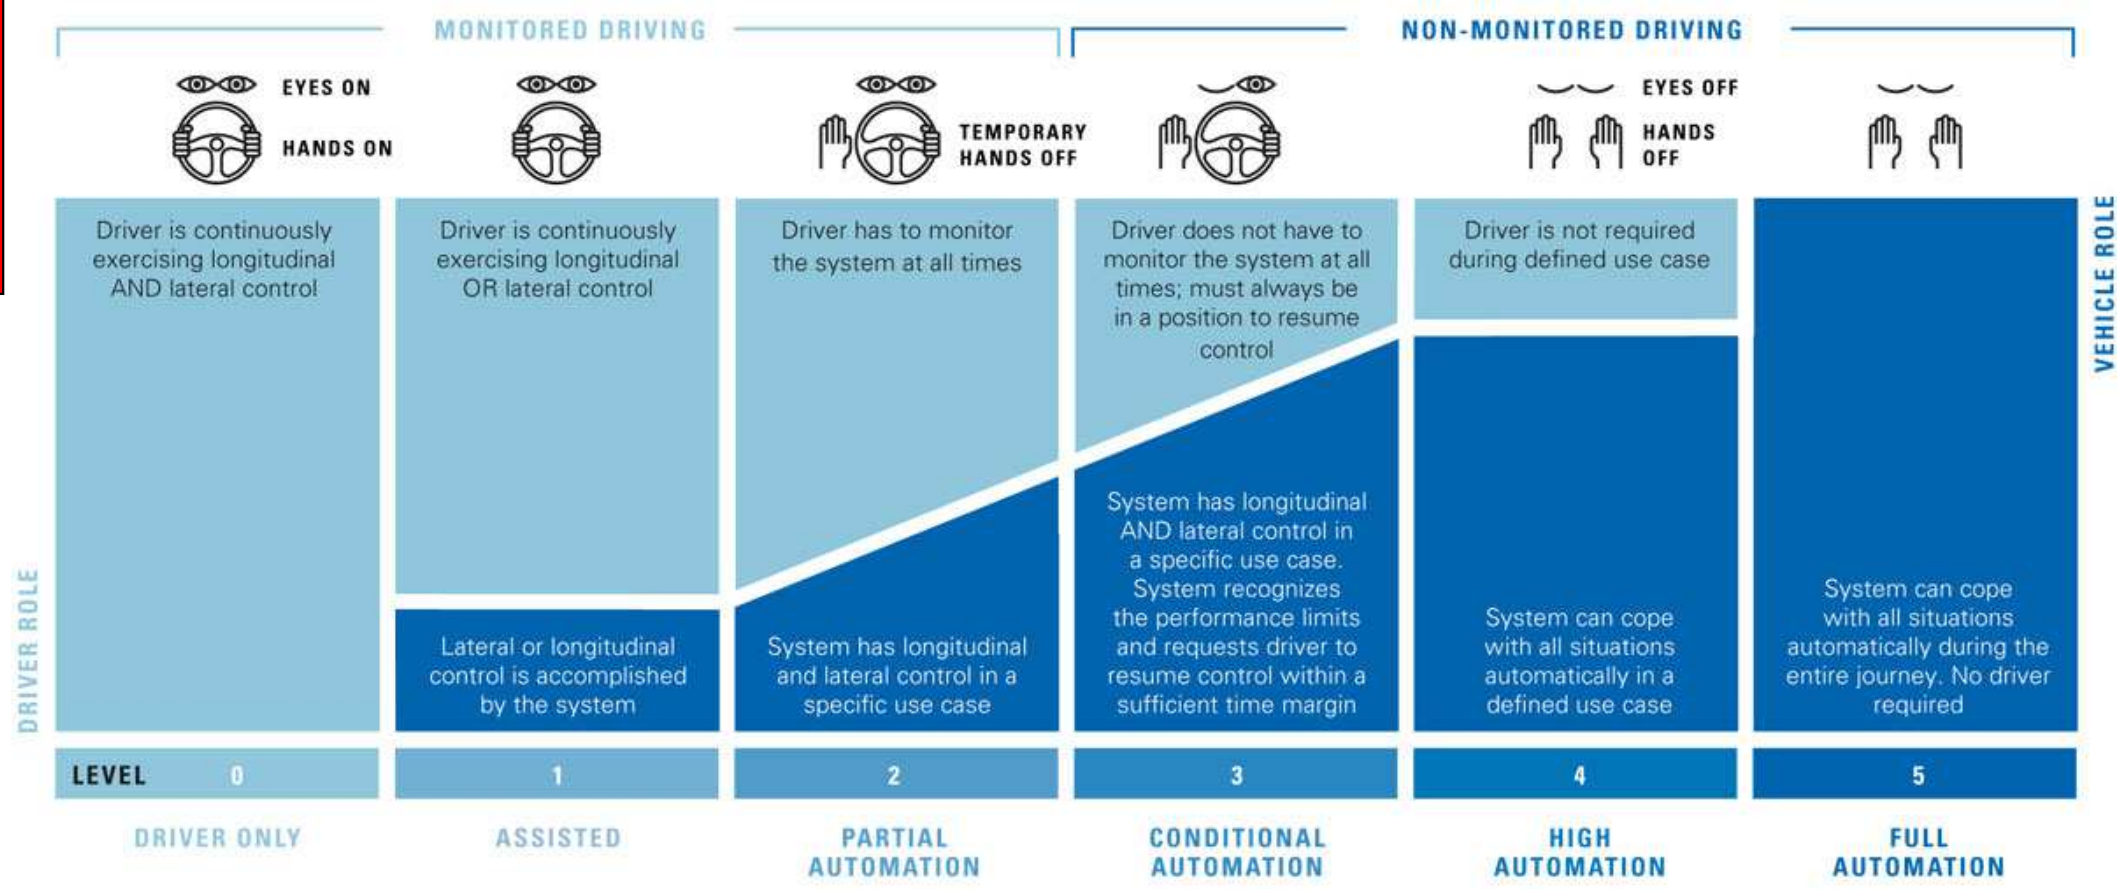 MONITORED DRIVING
NON-MONITORED DRIVING
EYES ON
HANDS ON
TEMPORARY
HANDS OFF
EYES OFF
HANDS
OFF
Driver is continuously
exercising longitudinal
AND lateral control
Driver is continuously
exercising longitudinal
OR lateral control
Driver has to monitor
the system at all times
Driver does not have to
monitor the system at all
times; must always be
in a position to resume
control
Driver is not required
during defined use case
VEHICLE ROLE
DRIVER ROLE
Lateral or longitudinal
control is accomplished
by the system
System has longitudinal
and lateral control in a
specific use case
System has longitudinal
AND lateral control in
a specific use case.
System recognizes
the performance limits
and requests driver to
resume control within a
sufficient time margin
System can cope
with all situations
automatically in a
defined use case
System can cope
with all situations
automatically during the
entire journey. No driver
required
LEVEL 0
1
2
3
4
5
DRIVER ONLY
ASSISTED
PARTIAL
AUTOMATION
CONDITIONAL
AUTOMATION
HIGH
AUTOMATION
FULL
AUTOMATION